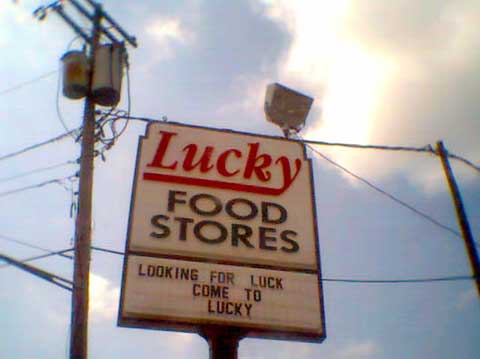 Lucky
FOOD
STORES
LOOKING FOR LUCK
COME TO
LUCKY